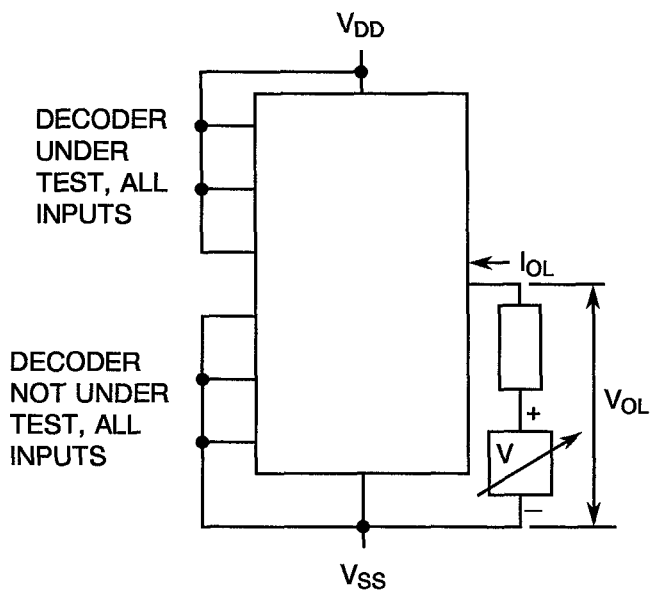 VDD
DECODER
UNDER
TEST, ALL
INPUTS
IOL
DECODER
NOT UNDER
TEST, ALL
INPUTS
VOL
+
V
–
VSS